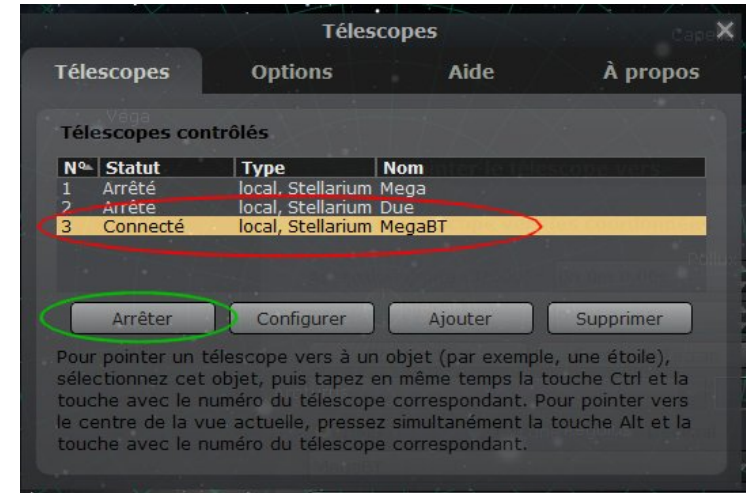 Télescopes
Télescopes Options Aide À propos
Vega
Télescopes contrôlés
N° Statut Type Nom
1 Arrêté local, Stellarium Mega
2 Arrêté local, Stellarium Due
3 Connecté local, Stellarium MegaBT
Arrêter Configurer Ajouter Supprimer
Pour pointer un télescope vers à un objet (par exemple, une étoile),
sélectionnez cet objet, puis tapez en même temps la touche Ctrl et la
touche avec le numéro du télescope correspondant. Pour pointer vers
le centre de la vue actuelle, pressez simultanément la touche Alt et la
touche avec le numéro du télescope correspondant.